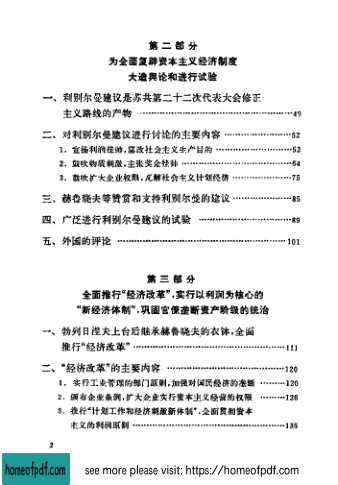 第二部分
为全面复辟资本主义经济制度
大造舆论和进行试验
一、利别尔曼建议是苏共第二十二次代表大会修正
主义路线的产物 ……49
二、对利别尔曼建议进行讨论的主要内容 ……52
1. 宣扬利润挂帅，篡改社会主义生产目的 ……52
2. 鼓吹物质刺激，主张奖金挂帅 ……64
3. 鼓吹扩大企业权限，瓦解社会主义计划经济 ……75
三、赫鲁晓夫等赞赏和支持利别尔曼的建议 ……85
四、广泛进行利别尔曼建议的试验 ……89
五、外国的评论 ……101
第三部分
全面推行“经济改革”，实行以利润为核心的
“新经济体制”，巩固官僚垄断资产阶级的统治
一、勃列日涅夫上台后继承赫鲁晓夫的衣钵，全面
推行“经济改革” ……111
二、“经济改革”的主要内容 ……120
1. 实行工业管理的部门原则，加强对国民经济的垄断 ……120
2. 颁布企业条例，扩大企业实行资本主义经营的权限 ……126
3. 推行“计划工作和经济刺激新体制”，全面贯彻资本
主义的利润原则 ……135
2
homeofpdf.com
see more please visit: https://homeofpdf.com